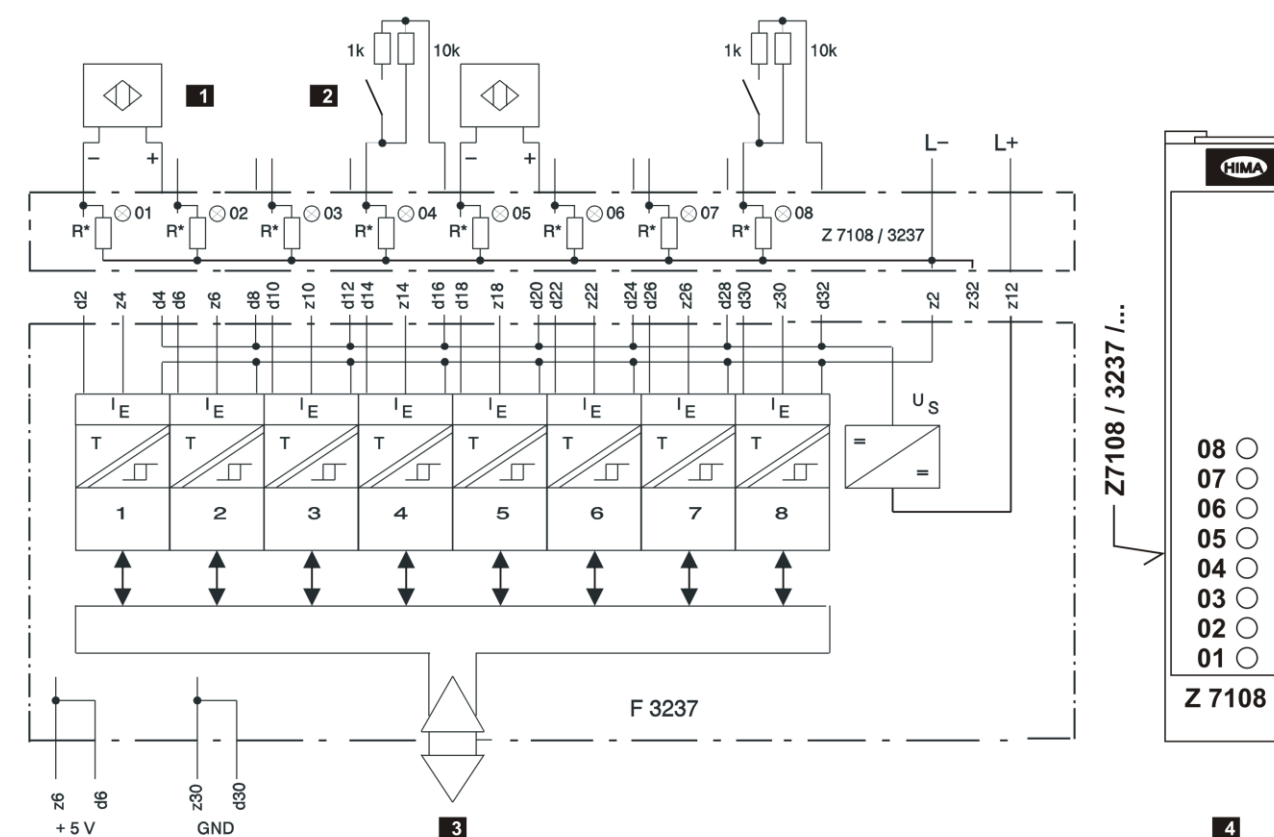 1k 10k 1k 10k
1 2
L− L+
HIMA
− + − +
01 02 03 04 05 06 07 08
R* R* R* R* R* R* R* R* Z 7108 / 3237
d2 z4 d4 d6 z6 d8 d10 z10 d12 d14 z14 d16 d18 z18 d20 d22 z22 d24 d26 z26 d28 d30 z30 d32 z2 z32 z12
Z7108 / 3237 /...
IE IE IE IE IE IE IE IE US
T T T T T T T T = =
1 2 3 4 5 6 7 8
08
07
06
05
04
03
02
01
Z 7108
F 3237
z6 d6 z30 d30
+ 5 V GND
3 4